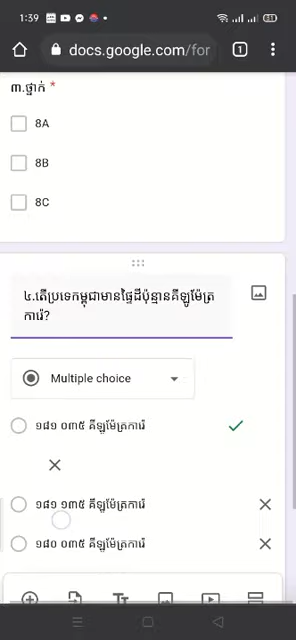 1:39
docs.google.com/for
1
៣.ថ្នាក់ *
8A
8B
8C
៤.តើប្រទេកម្ពុជាមានផ្ទៃដីប៉ុន្មានគីឡូម៉ែត្រ
ការ៉េ?
Multiple choice
១៨១ ០៣៥ គីឡូម៉ែត្រការ៉េ
១៨១ ១៣៥ គីឡូម៉ែត្រការ៉េ
១៨០ ០៣៥ គីឡូម៉ែត្រការ៉េ
Tt